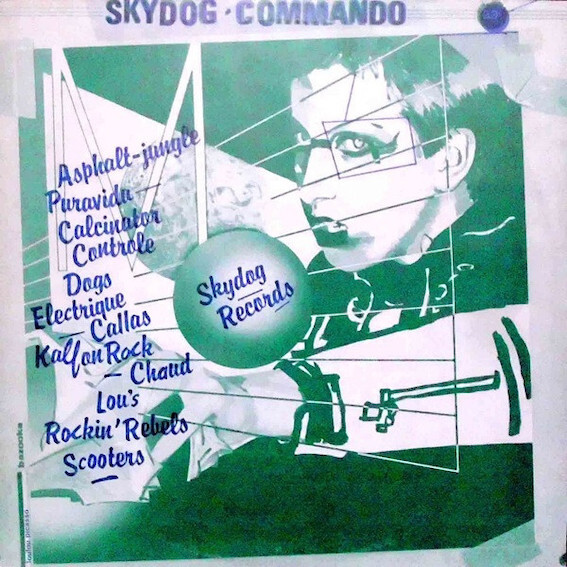 SKYDOG · COMMANDO
Asphalt-jungle
Puravida —
Calcinator
Controle
Dogs
Electrique
— Callas
Kalfon Rock
— Chaud
Lou's
Rockin' Rebels
Scooters
Skydog
Records
bazooka